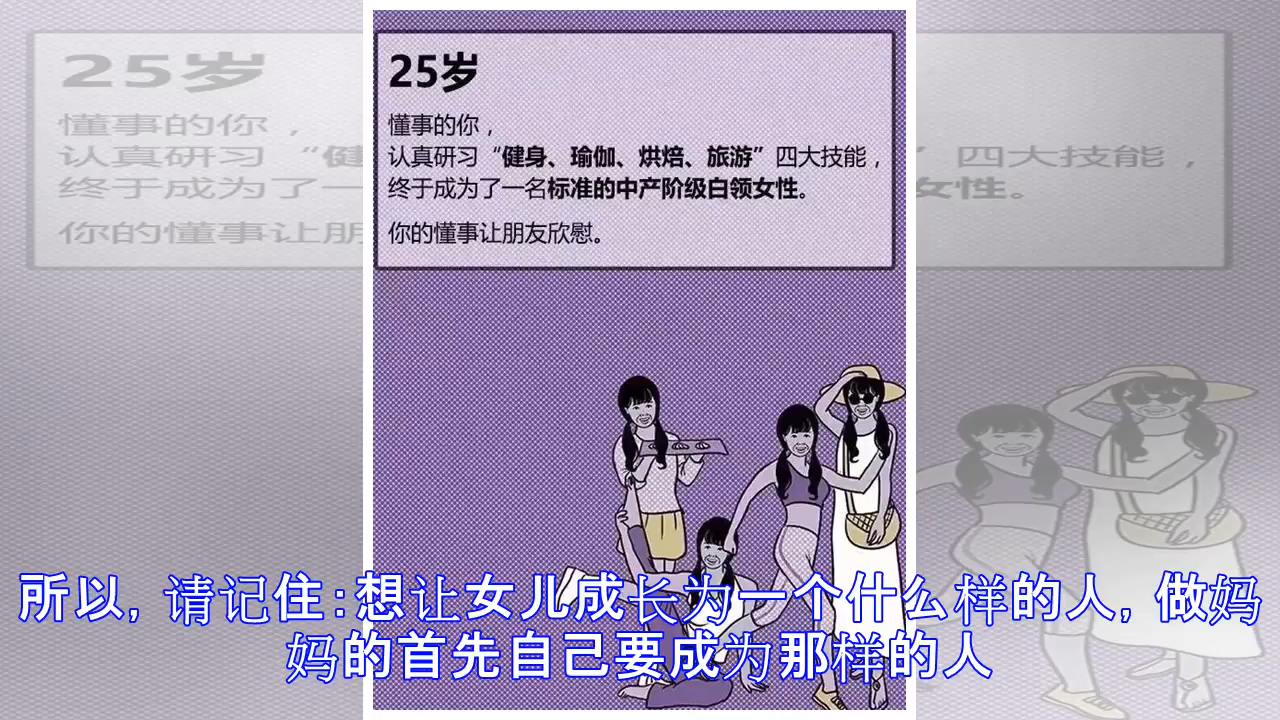 25岁
懂事的你，
认真研习“健身、瑜伽、烘焙、旅游”四大技能，
终于成为了一名标准的中产阶级白领女性。
你的懂事让朋友欣慰。
所以, 请记住:想让女儿成长为一个什么样的人, 做妈
妈的首先自己要成为那样的人